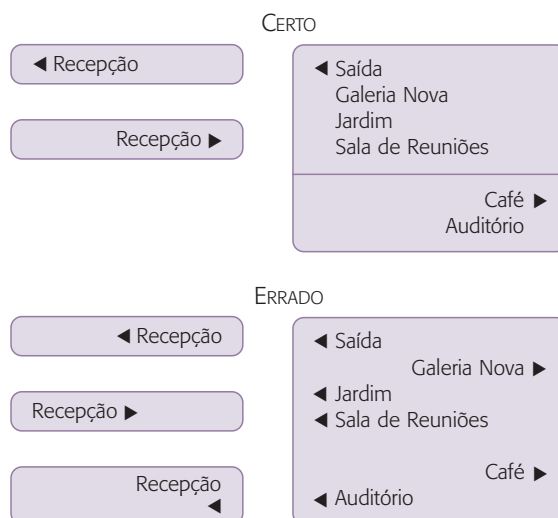 CERTO
◀ Recepção
Recepção ▶
◀ Saída
Galeria Nova
Jardim
Sala de Reuniões
Café ▶
Auditório
ERRADO
◀ Recepção
Recepção ▶
Recepção
◀
◀ Saída
Galeria Nova ▶
◀ Jardim
◀ Sala de Reuniões
Café ▶
◀ Auditório